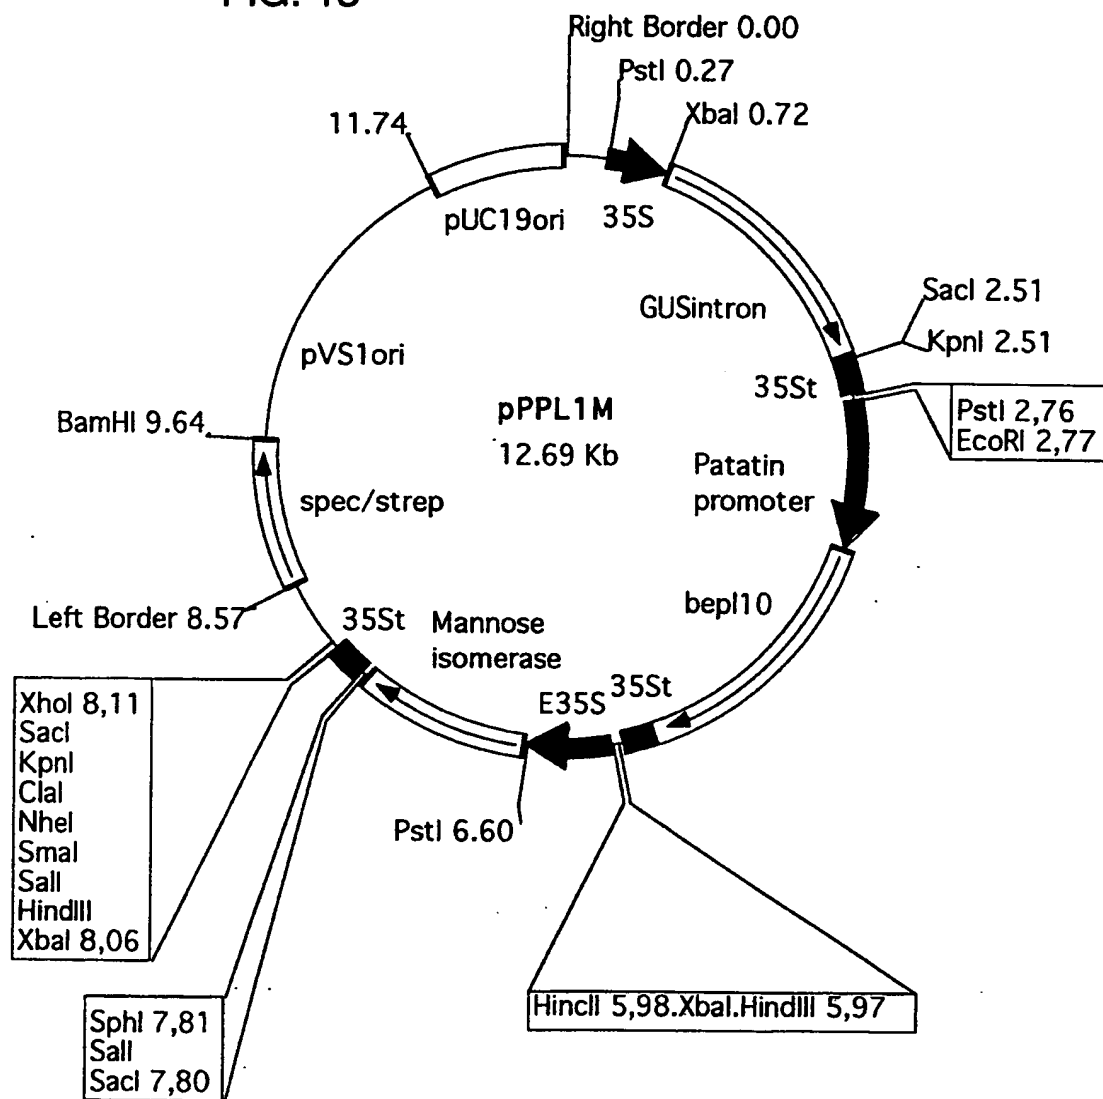 FIG. 13
Right Border 0.00
PstI 0.27
XbaI 0.72
11.74
pUC19ori
35S
GUSintron
SacI 2.51
KpnI 2.51
pVS1ori
35St
PstI 2,76
EcoRI 2,77
pPPL1M
12.69 Kb
BamHI 9.64
Patatin
promoter
spec/strep
bepl10
Left Border 8.57
35St
Mannose
isomerase
E35S
35St
XhoI 8,11
SacI
KpnI
ClaI
NheI
SmaI
SalI
HindIII
XbaI 8,06
PstI 6.60
HincII 5,98.XbaI.HindIII 5,97
SphI 7,81
SalI
SacI 7,80